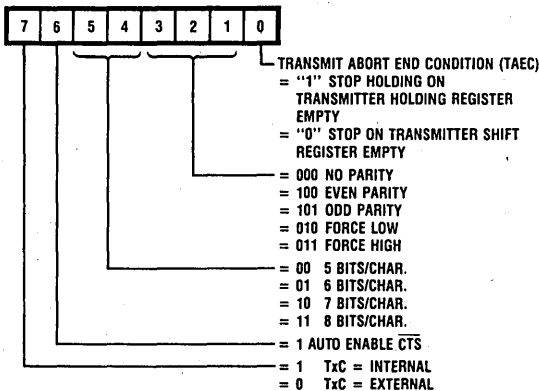 7 6 5 4 3 2 1 0
TRANSMIT ABORT END CONDITION (TAEC)
= "1" STOP HOLDING ON
TRANSMITTER HOLDING REGISTER
EMPTY
= "0" STOP ON TRANSMITTER SHIFT
REGISTER EMPTY
= 000 NO PARITY
= 100 EVEN PARITY
= 101 ODD PARITY
= 010 FORCE LOW
= 011 FORCE HIGH
= 00 5 BITS/CHAR.
= 01 6 BITS/CHAR.
= 10 7 BITS/CHAR.
= 11 8 BITS/CHAR.
= 1 AUTO ENABLE C̅T̅S̅
= 1 TxC = INTERNAL
= 0 TxC = EXTERNAL